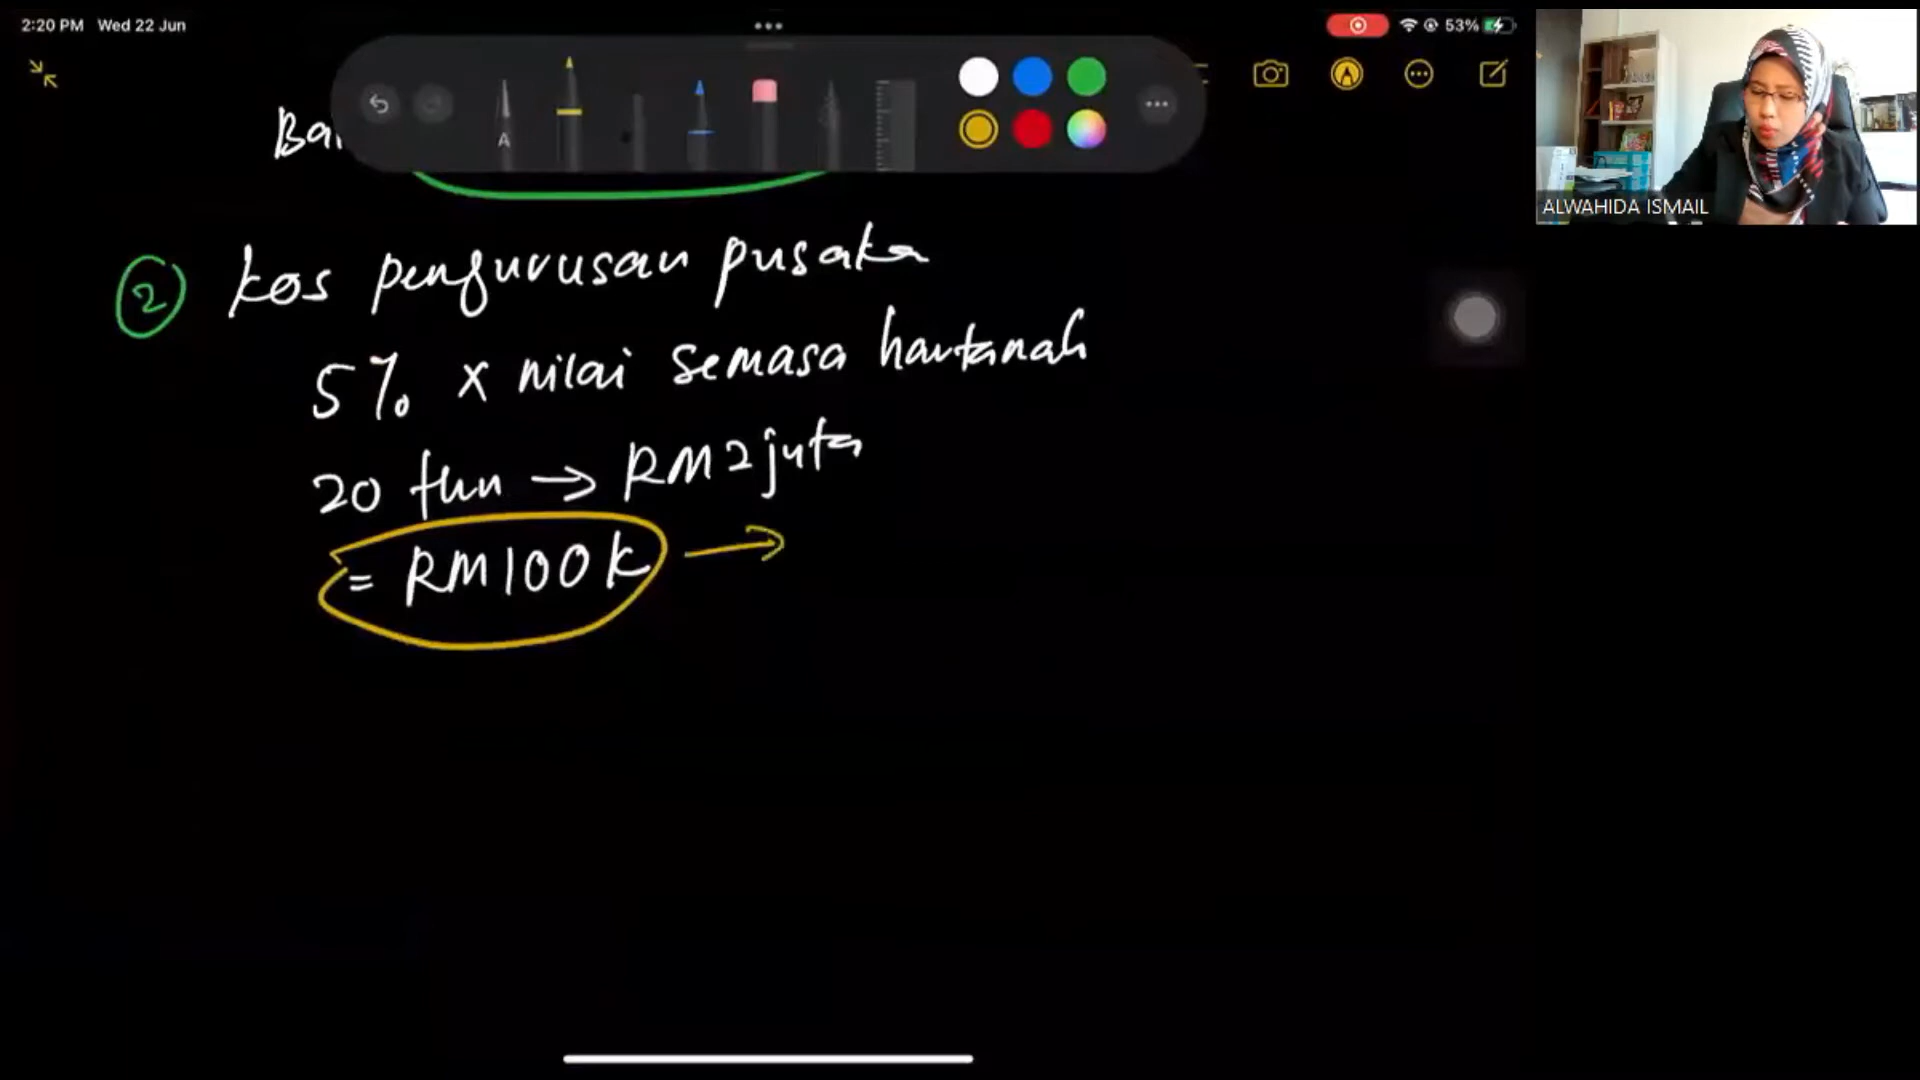 2:20 PM Wed 22 Jun
53%
A
ALWAHIDA ISMAIL
② Kos pengurusan pusaka
5% x nilai semasa hartanah
20 thn → RM2juta
= RM100k →